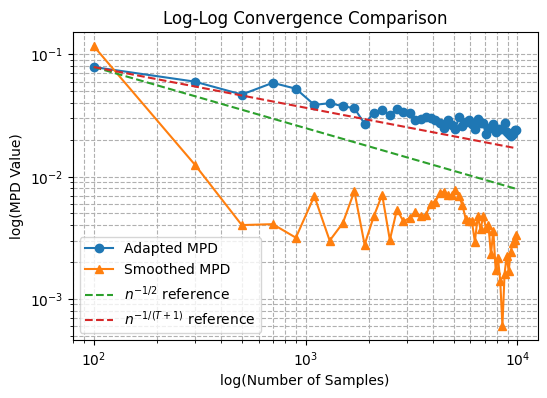 Log-Log Convergence Comparison
log(MPD Value)
10⁻¹
10⁻²
10⁻³
Adapted MPD
Smoothed MPD
n⁻¹/² reference
n⁻¹/⁽ᵀ⁺¹⁾ reference
10² 10³ 10⁴
log(Number of Samples)